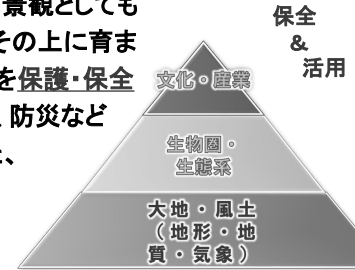 景観としても
その上に育ま
を保護・保全
防災など
、
保全
&
活用
文化・産業
生物圏・
生態系
大地・風土
（地形・地
質・気象）